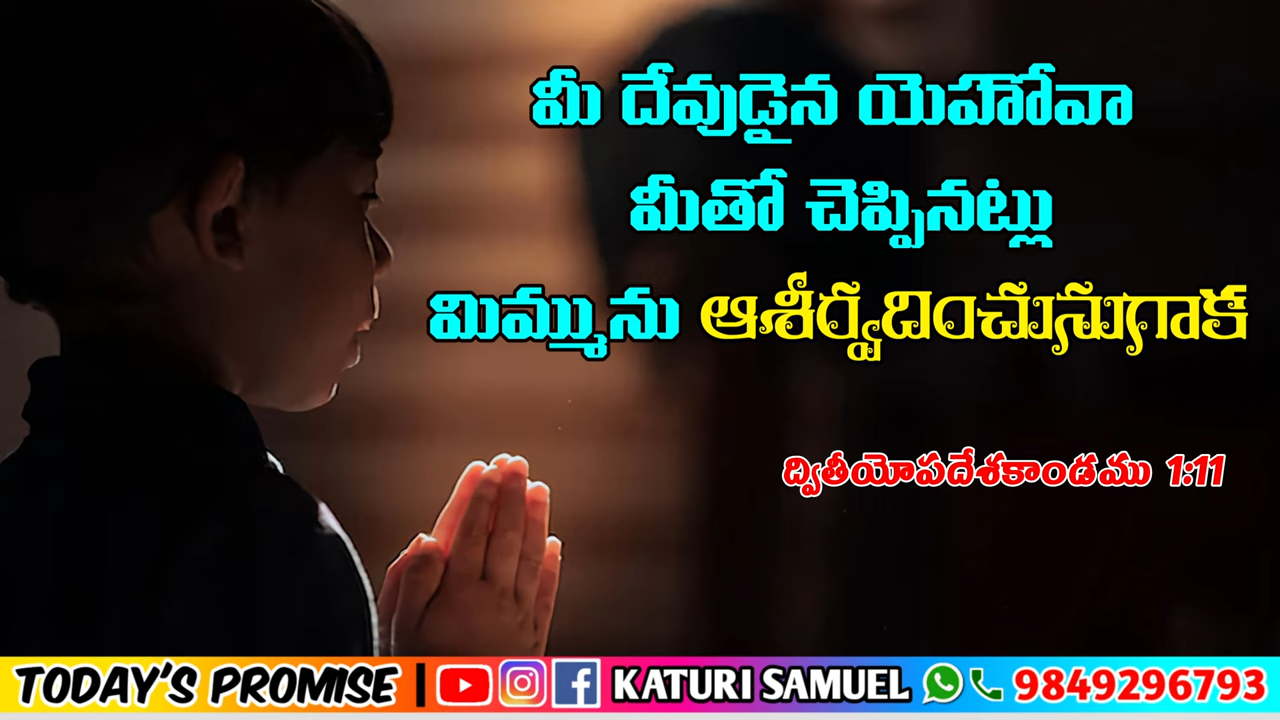 మీ దేవుడైన యెహోవా
మీతో చెప్పినట్లు
మిమ్మును ఆశీర్వదించునుగాక
ద్వితీయోపదేశకాండము 1:11
TODAY'S PROMISE | KATURI SAMUEL 9849296793